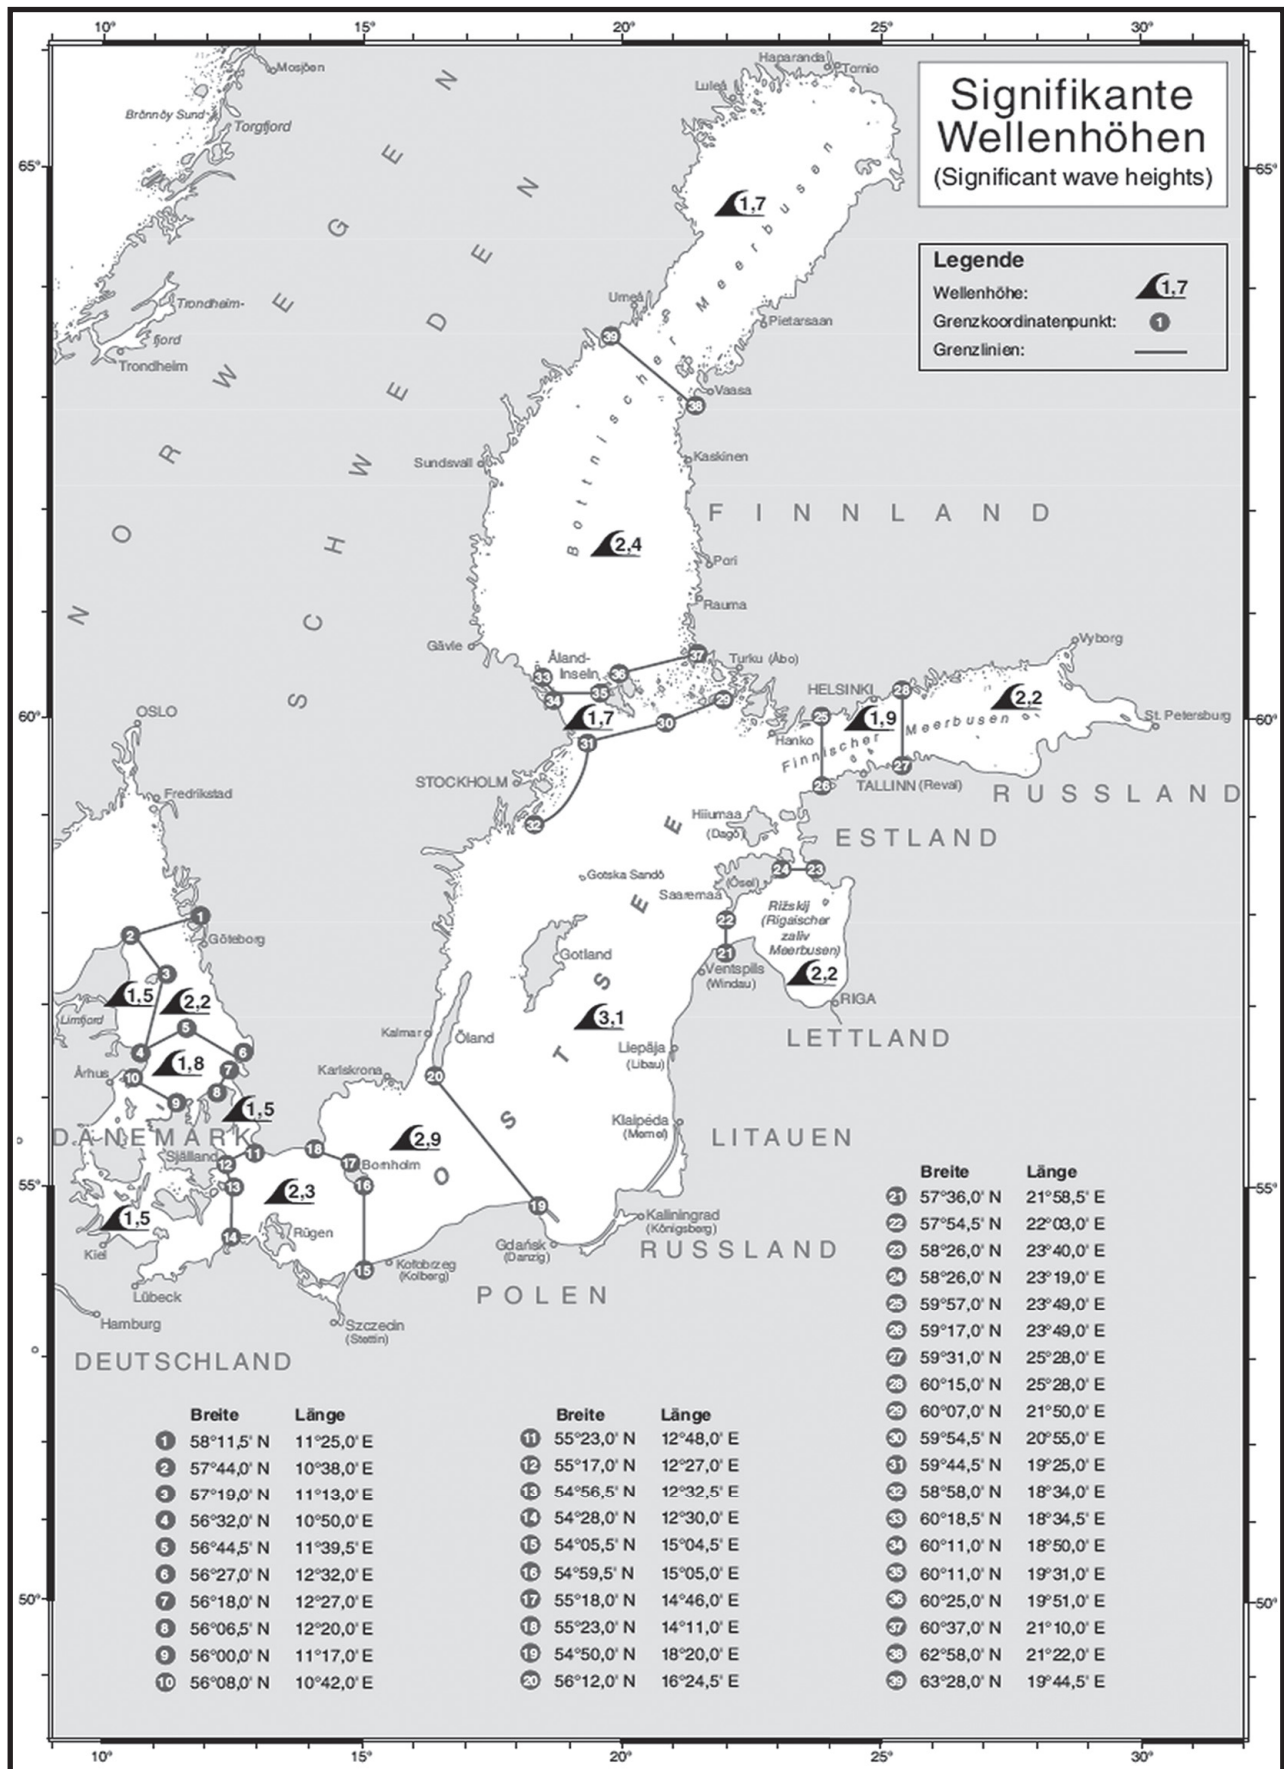 10° 15° 20° 25° 30°
Signifikante
Wellenhöhen
(Significant wave heights)
Legende
Wellenhöhe: 1,7
Grenzkoordinatenpunkt: 1
Grenzlinien:
Mosjöen
Haparanda
Tornio
Luleå
Brönnöy Sund
Torgfjord
65° 65°
1,7
Trondheim-
fjord
Trondheim
Umeå
Pietarsaari
39
Vaasa
38
Bottnischer Meerbusen
NORWEGEN
SCHWEDEN
Sundsvall
Kaskinen
FINNLAND
2,4
Pori
Rauma
Gävle
Åland-
Inseln
33 36 37
Turku (Åbo)
Vyborg
34 35 29
HELSINKI
28
2,2
60° 60°
OSLO
1,7
30
25
1,9
St. Petersburg
31
Hanko
Finnischer Meerbusen
STOCKHOLM
26 27
TALLINN (Reval)
RUSSLAND
Fredrikstad
32
Hiiumaa
(Dagö)
ESTLAND
Gotska Sandö
24 23
(Ösel)
Saaremaa
Rižskij
(Rigaischer
zaliv
Meerbusen)
1
2
Göteborg
22
21
Gotland
3
Ventspils
(Windau)
2,2
1,5
2,2
RIGA
Limfjord
5
3,1
LETTLAND
Kalmar
Öland
4
6
1,8
Liepäja
(Libau)
Århus
10
7
Karlskrona
20
8
9
1,5
OSTSEE
Klaipéda
(Memel)
LITAUEN
DÄNEMARK
2,9
Själland
11
12
18
17
Bornholm
13
16
55° 55°
2,3
19
1,5
Kiel
14
Rügen
Kaliningrad
(Königsberg)
Gdańsk
(Danzig)
RUSSLAND
15
Kołobrzeg
(Kolberg)
Lübeck
POLEN
Hamburg
Szczecin
(Stettin)
DEUTSCHLAND
Breite Länge
1 58°11,5' N 11°25,0' E
2 57°44,0' N 10°38,0' E
3 57°19,0' N 11°13,0' E
4 56°32,0' N 10°50,0' E
5 56°44,5' N 11°39,5' E
6 56°27,0' N 12°32,0' E
7 56°18,0' N 12°27,0' E
8 56°06,5' N 12°20,0' E
9 56°00,0' N 11°17,0' E
10 56°08,0' N 10°42,0' E
Breite Länge
11 55°23,0' N 12°48,0' E
12 55°17,0' N 12°27,0' E
13 54°56,5' N 12°32,5' E
14 54°28,0' N 12°30,0' E
15 54°05,5' N 15°04,5' E
16 54°59,5' N 15°05,0' E
17 55°18,0' N 14°46,0' E
18 55°23,0' N 14°11,0' E
19 54°50,0' N 18°20,0' E
20 56°12,0' N 16°24,5' E
Breite Länge
21 57°36,0' N 21°58,5' E
22 57°54,5' N 22°03,0' E
23 58°26,0' N 23°40,0' E
24 58°26,0' N 23°19,0' E
25 59°57,0' N 23°49,0' E
26 59°17,0' N 23°49,0' E
27 59°31,0' N 25°28,0' E
28 60°15,0' N 25°28,0' E
29 60°07,0' N 21°50,0' E
30 59°54,5' N 20°55,0' E
31 59°44,5' N 19°25,0' E
32 58°58,0' N 18°34,0' E
33 60°18,5' N 18°34,5' E
34 60°11,0' N 18°50,0' E
35 60°11,0' N 19°31,0' E
36 60°25,0' N 19°51,0' E
37 60°37,0' N 21°10,0' E
38 62°58,0' N 21°22,0' E
39 63°28,0' N 19°44,5' E
50° 50°
10° 15° 20° 25° 30°